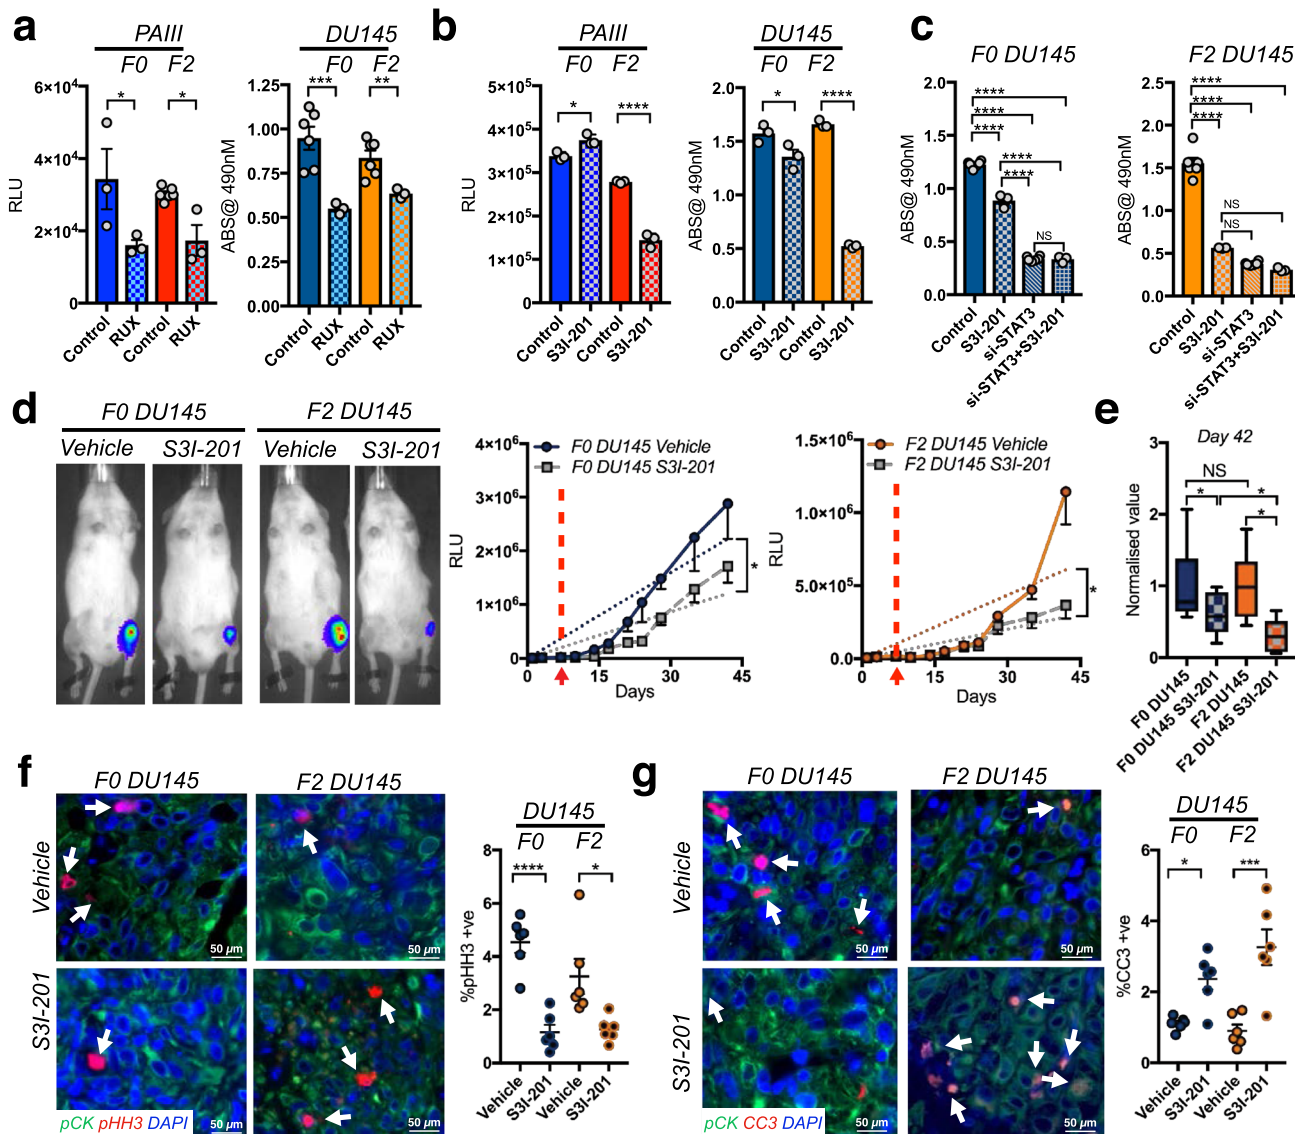 a
PAIII
F0 F2
RLU
6×10⁴
4×10⁴
2×10⁴
0
* *
Control
RUX
Control
RUX
DU145
F0 F2
ABS@ 490nM
1.25
1.00
0.75
0.50
0.25
0.00
*** **
Control
RUX
Control
RUX
b
PAIII
F0 F2
RLU
5×10⁵
4×10⁵
3×10⁵
2×10⁵
1×10⁵
0
* ****
Control
S3I-201
Control
S3I-201
DU145
F0 F2
ABS@ 490nM
2.0
1.5
1.0
0.5
0.0
* ****
Control
S3I-201
Control
S3I-201
c
F0 DU145
ABS@ 490nM
2.0
1.5
1.0
0.5
0.0
****
****
****
****
****
NS
Control
S3I-201
si-STAT3
si-STAT3+S3I-201
F2 DU145
ABS@ 490nM
2.5
2.0
1.5
1.0
0.5
0.0
****
****
****
NS
NS
Control
S3I-201
si-STAT3
si-STAT3+S3I-201
d
F0 DU145 F2 DU145
Vehicle S3I-201 Vehicle S3I-201
RLU
4×10⁶
3×10⁶
2×10⁶
1×10⁶
0
F0 DU145 Vehicle
F0 DU145 S3I-201
*
0 15 30 45
Days
RLU
1.5×10⁶
1.0×10⁶
5.0×10⁵
0.0
F2 DU145 Vehicle
F2 DU145 S3I-201
*
0 15 30 45
Days
e
Day 42
Normalised value
3
2
1
0
NS
* *
*
F0 DU145
F0 DU145 S3I-201
F2 DU145
F2 DU145 S3I-201
f
F0 DU145 F2 DU145
Vehicle
50 µm 50 µm
S3I-201
pCK pHH3 DAPI
50 µm 50 µm
DU145
F0 F2
%pHH3 +ve
8
6
4
2
0
**** *
Vehicle
S3I-201
Vehicle
S3I-201
g
F0 DU145 F2 DU145
Vehicle
50 µm 50 µm
S3I-201
pCK CC3 DAPI
50 µm 50 µm
DU145
F0 F2
%CC3 +ve
6
4
2
0
* ***
Vehicle
S3I-201
Vehicle
S3I-201